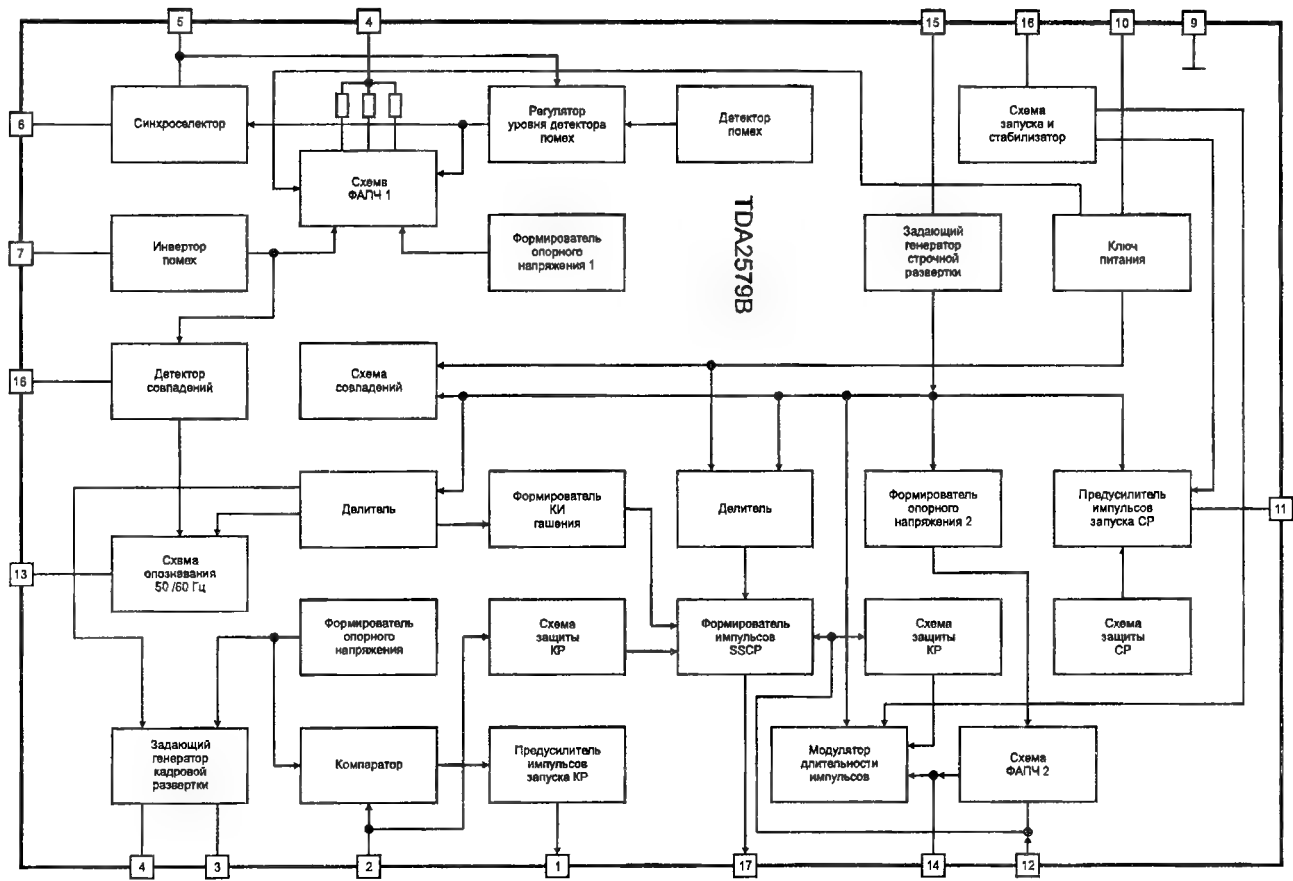 5
4
15
16
10
9
6
Синхроселектор
Регулятор
уровня детектора
помех
Детектор
помех
Схема
запуска и
стабилизатор
Схема
ФАПЧ 1
7
Инвертор
помех
Формирователь
опорного
напряжения 1
TDA2579B
Задающий
генератор
строчной
развертки
Ключ
питания
16
Детектор
совпадений
Схема
совпадений
Делитель
Формирователь
КИ
гашения
Делитель
Формирователь
опорного
напряжения 2
Предусилитель
импульсов
запуска СР
11
13
Схема
опознавания
50 /60 Гц
Формирователь
опорного
напряжения
Схема
защиты
КР
Формирователь
импульсов
SSCP
Схема
защиты
КР
Схема
защиты
СР
Задающий
генератор
кадровой
развертки
Компаратор
Предусилитель
импульсов
запуска КР
Модулятор
длительности
импульсов
Схема
ФАПЧ 2
4
3
2
1
17
14
12